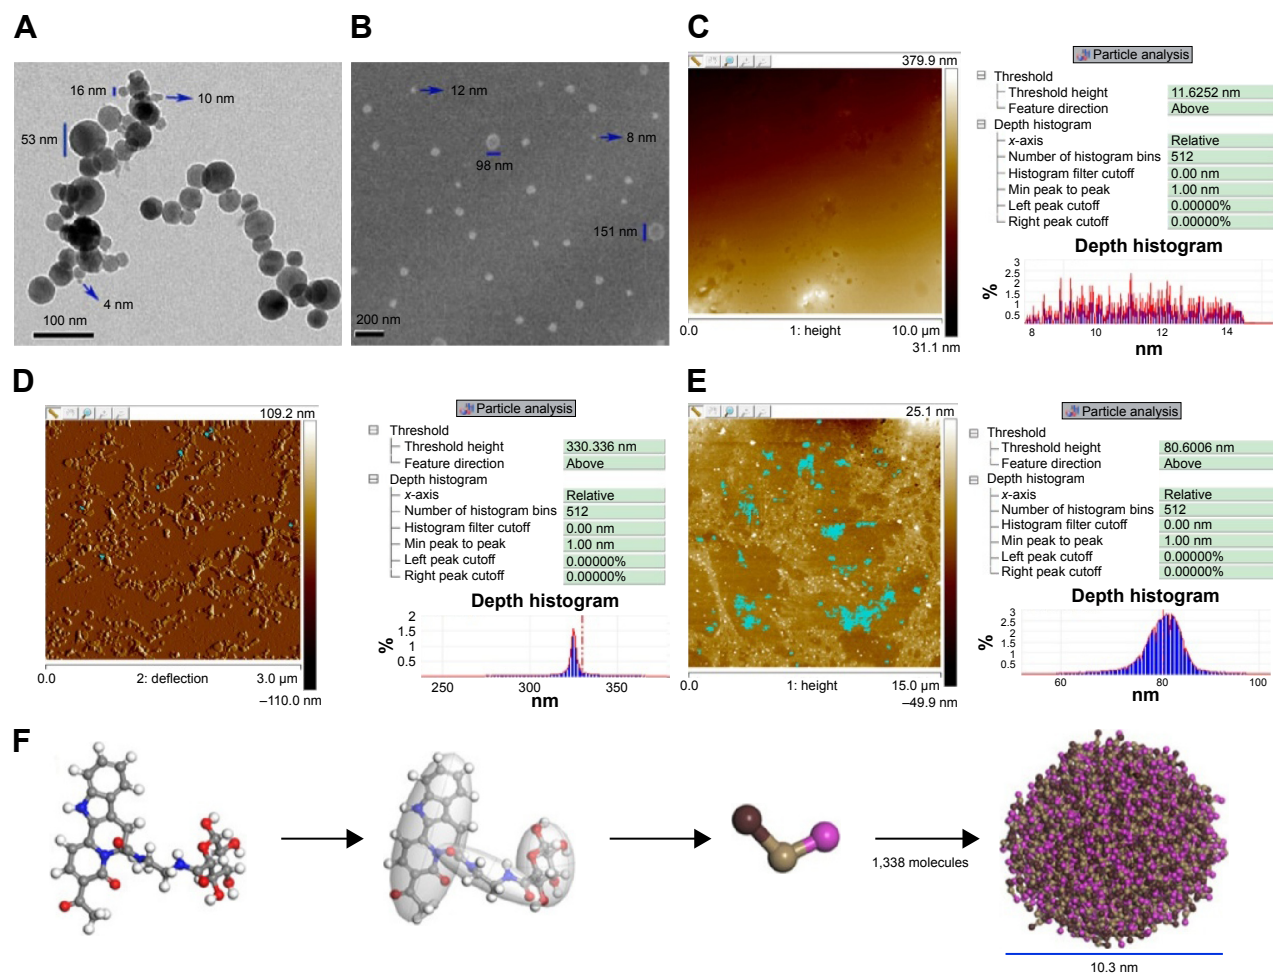 A
16 nm
10 nm
53 nm
4 nm
100 nm
B
12 nm
8 nm
98 nm
151 nm
200 nm
C
379.9 nm
0.0
1: height
10.0 µm
31.1 nm
Particle analysis
Threshold
Threshold height 11.6252 nm
Feature direction Above
Depth histogram
x-axis Relative
Number of histogram bins 512
Histogram filter cutoff 0.00 nm
Min peak to peak 1.00 nm
Left peak cutoff 0.00000%
Right peak cutoff 0.00000%
Depth histogram
%
3
2.5
2
1.5
1
0.5
8 10 12 14
nm
D
109.2 nm
0.0
2: deflection
3.0 µm
–110.0 nm
Particle analysis
Threshold
Threshold height 330.336 nm
Feature direction Above
Depth histogram
x-axis Relative
Number of histogram bins 512
Histogram filter cutoff 0.00 nm
Min peak to peak 1.00 nm
Left peak cutoff 0.00000%
Right peak cutoff 0.00000%
Depth histogram
%
2
1.5
1
0.5
250 300 350
nm
E
25.1 nm
0.0
1: height
15.0 µm
–49.9 nm
Particle analysis
Threshold
Threshold height 80.6006 nm
Feature direction Above
Depth histogram
x-axis Relative
Number of histogram bins 512
Histogram filter cutoff 0.00 nm
Min peak to peak 1.00 nm
Left peak cutoff 0.00000%
Right peak cutoff 0.00000%
Depth histogram
%
3
2.5
2
1.5
1
0.5
60 80 100
nm
F
1,338 molecules
10.3 nm